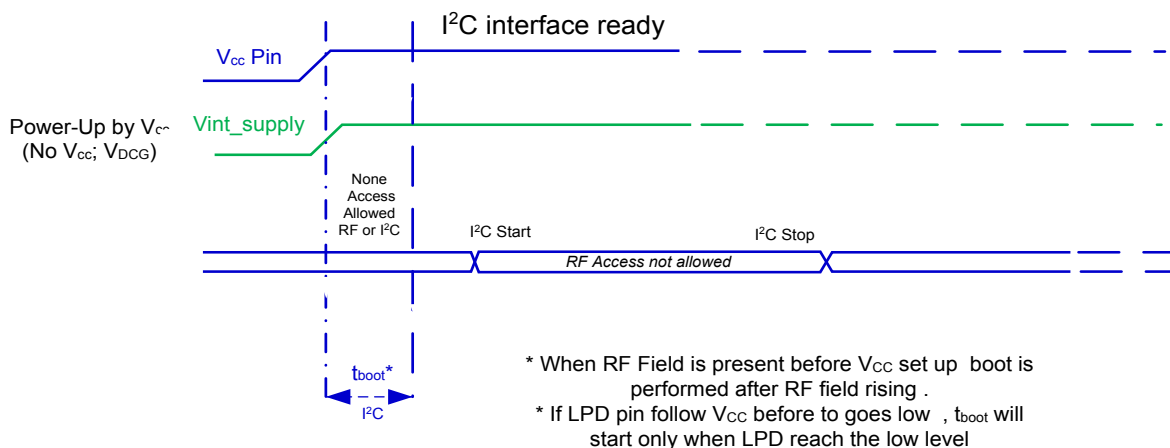 I²C interface ready
Vcc Pin
Vint_supply
Power-Up by Vcc
(No Vcc; VDCG)
None
Access
Allowed
RF or I²C
I²C Start
I²C Stop
RF Access not allowed
tboot*
I²C
* When RF Field is present before VCC set up boot is
performed after RF field rising .
* If LPD pin follow VCC before to goes low , tboot will
start only when LPD reach the low level